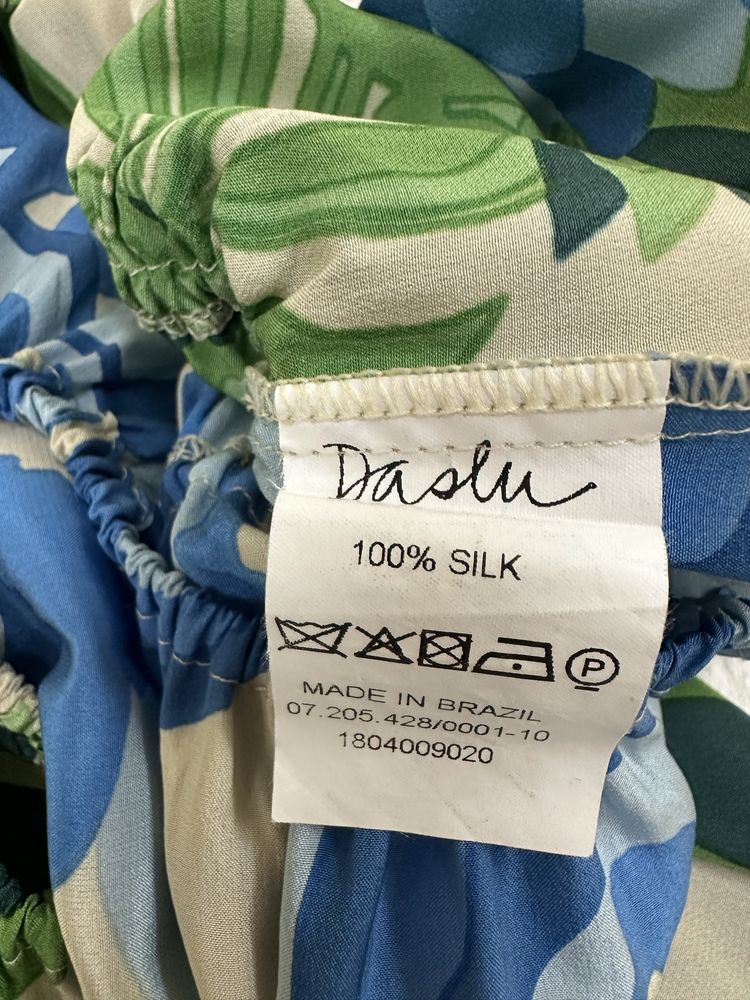 Daslu
100% SILK
P
MADE IN BRAZIL
07.205.428/0001-10
1804009020